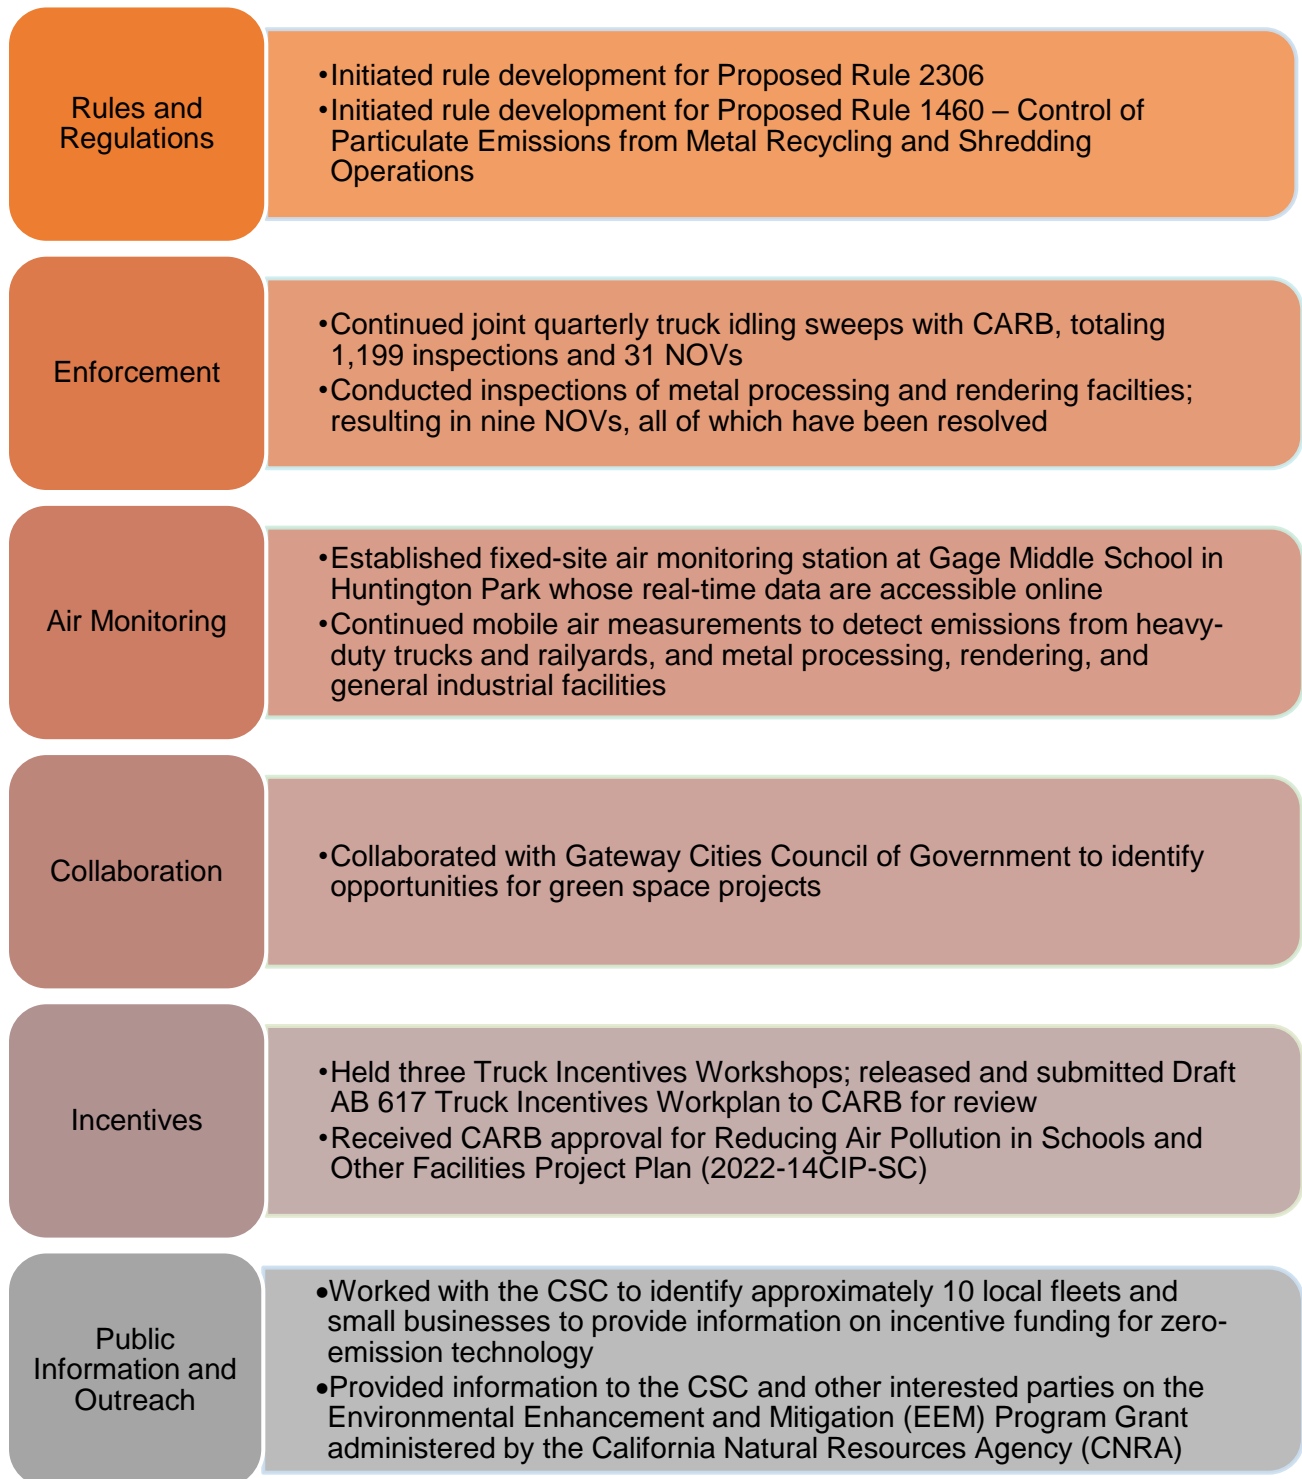 Rules and
Regulations
•Initiated rule development for Proposed Rule 2306
•Initiated rule development for Proposed Rule 1460 – Control of
Particulate Emissions from Metal Recycling and Shredding
Operations
Enforcement
•Continued joint quarterly truck idling sweeps with CARB, totaling
1,199 inspections and 31 NOVs
•Conducted inspections of metal processing and rendering facilties;
resulting in nine NOVs, all of which have been resolved
Air Monitoring
•Established fixed-site air monitoring station at Gage Middle School in
Huntington Park whose real-time data are accessible online
•Continued mobile air measurements to detect emissions from heavy-
duty trucks and railyards, and metal processing, rendering, and
general industrial facilities
Collaboration
•Collaborated with Gateway Cities Council of Government to identify
opportunities for green space projects
Incentives
•Held three Truck Incentives Workshops; released and submitted Draft
AB 617 Truck Incentives Workplan to CARB for review
•Received CARB approval for Reducing Air Pollution in Schools and
Other Facilities Project Plan (2022-14CIP-SC)
Public
Information and
Outreach
•Worked with the CSC to identify approximately 10 local fleets and
small businesses to provide information on incentive funding for zero-
emission technology
•Provided information to the CSC and other interested parties on the
Environmental Enhancement and Mitigation (EEM) Program Grant
administered by the California Natural Resources Agency (CNRA)